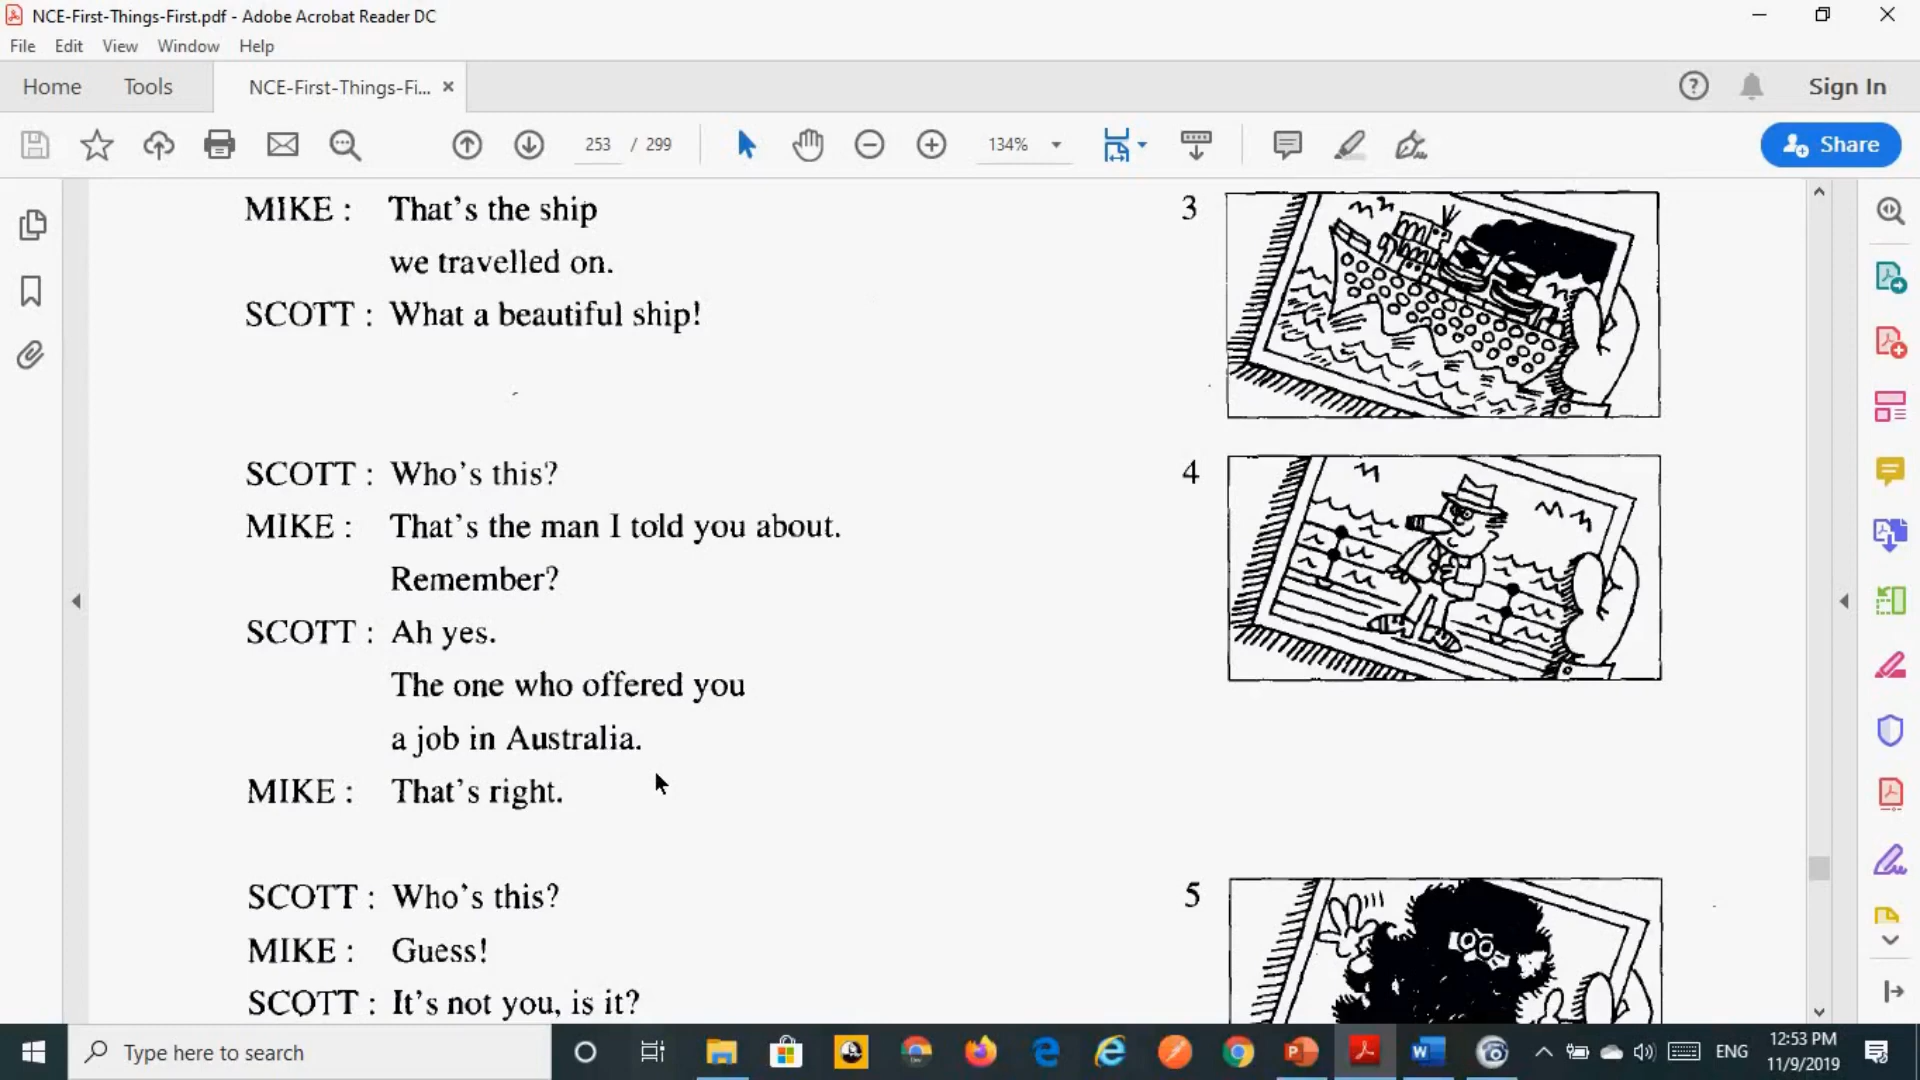 NCE-First-Things-First.pdf - Adobe Acrobat Reader DC
File Edit View Window Help
Home Tools NCE-First-Things-Fi... × Sign In
253 / 299 134% Share
MIKE : That's the ship
we travelled on.
SCOTT : What a beautiful ship!
3
SCOTT : Who's this?
4
MIKE : That's the man I told you about.
Remember?
SCOTT : Ah yes.
The one who offered you
a job in Australia.
MIKE : That's right.
SCOTT : Who's this?
5
MIKE : Guess!
SCOTT : It's not you, is it?
Type here to search
ENG
12:53 PM
11/9/2019